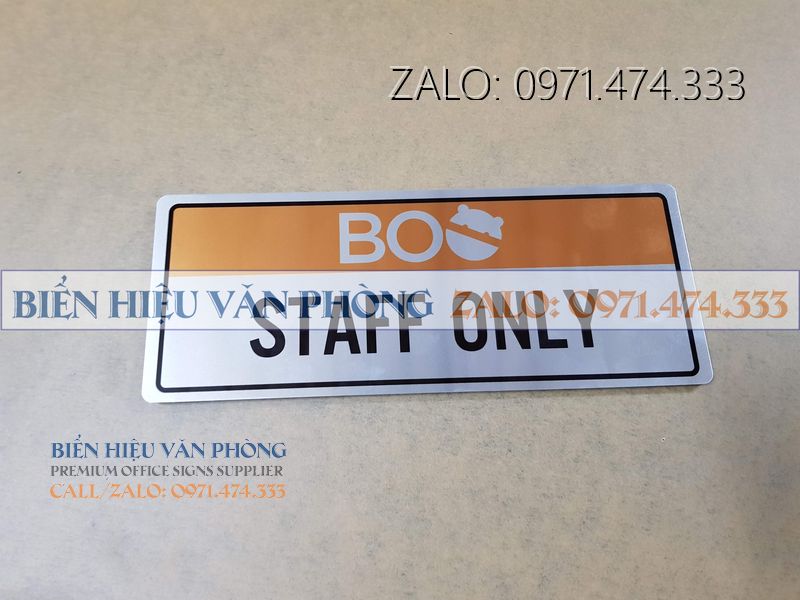 ZALO: 0971.474.333
BOO
BIỂN HIỆU VĂN PHÒNG ZALO: 0971.474.333
STAFF ONLY
BIỂN HIỆU VĂN PHÒNG
PREMIUM OFFICE SIGNS SUPPLIER
CALL/ZALO: 0971.474.333